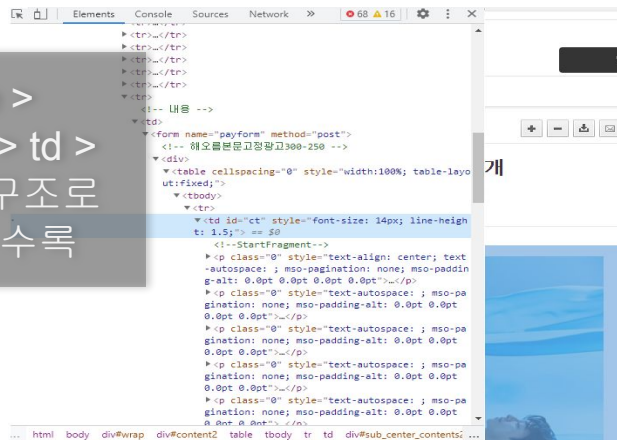 Elements Console Sources Network » 68 16
<tr>…</tr>
<tr>…</tr>
<tr>…</tr>
<tr>…</tr>
<tr>…</tr>
<tr>
<!-- 내용 -->
<td>
<form name="payform" method="post">
<!-- 해오름본문고정광고300-250 -->
<div>
<table cellspacing="0" style="width:100%; table-layo
ut:fixed;">
<tbody>
<tr>
<td id="ct" style="font-size: 14px; line-heigh
t: 1.5;"> == $0
<!--StartFragment-->
<p class="0" style="text-align: center; text
-autospace: ; mso-pagination: none; mso-paddin
g-alt: 0.0pt 0.0pt 0.0pt 0.0pt">…</p>
<p class="0" style="text-autospace: ; mso-pa
gination: none; mso-padding-alt: 0.0pt 0.0pt
0.0pt 0.0pt">…</p>
<p class="0" style="text-autospace: ; mso-pa
gination: none; mso-padding-alt: 0.0pt 0.0pt
0.0pt 0.0pt">…</p>
<p class="0" style="text-autospace: ; mso-pa
gination: none; mso-padding-alt: 0.0pt 0.0pt
0.0pt 0.0pt">…</p>
<p class="0" style="text-autospace: ; mso-pa
gination: none; mso-padding-alt: 0.0pt 0.0pt
0.0pt 0.0pt">…</p>
… html body div#wrap div#content2 table tbody tr td div#sub_center_contents2 …
>
> td >
구조로
수록
개